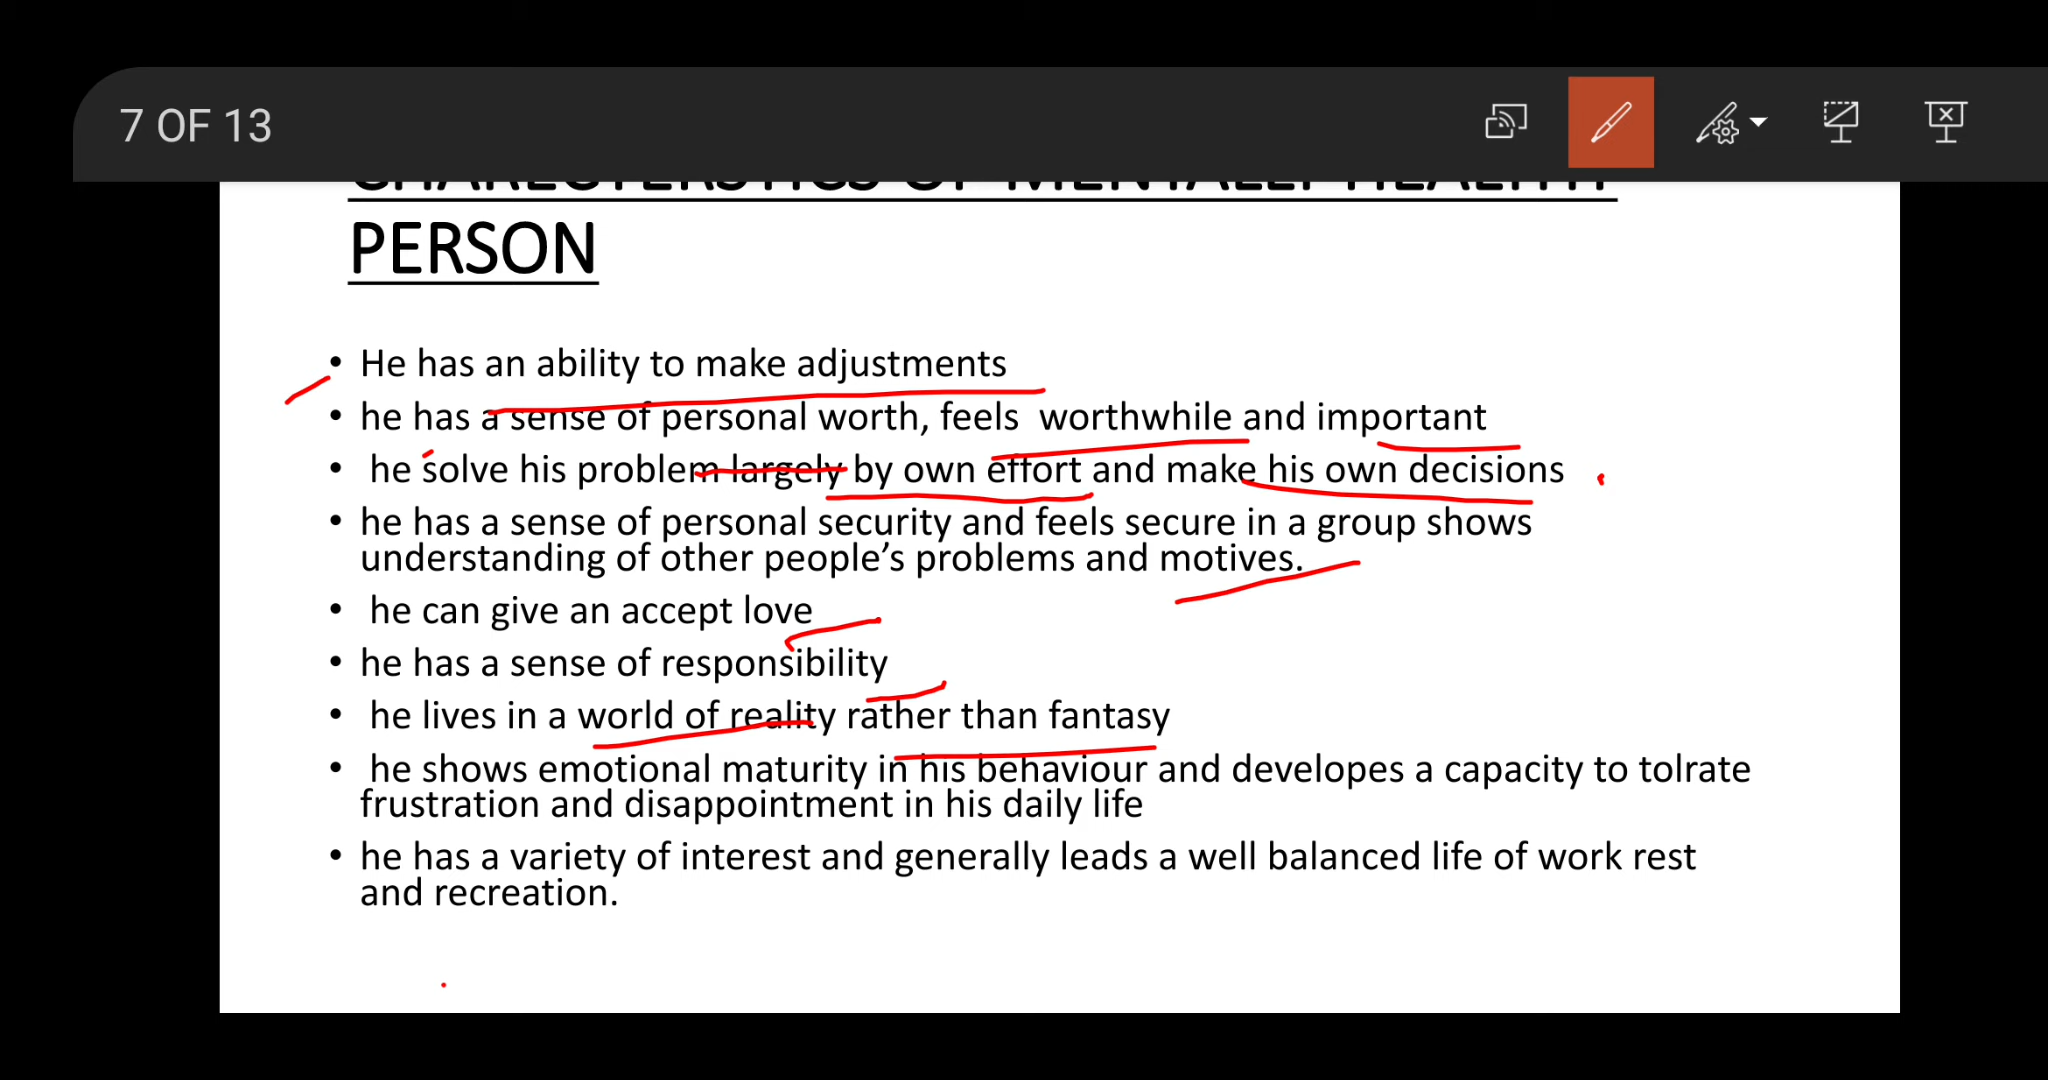 7 OF 13
CHARECTERSTICS OF MENTALLY HEALTHY
PERSON
• He has an ability to make adjustments
• he has a sense of personal worth, feels worthwhile and important
• he solve his problem largely by own effort and make his own decisions
• he has a sense of personal security and feels secure in a group shows
understanding of other people’s problems and motives.
• he can give an accept love
• he has a sense of responsibility
• he lives in a world of reality rather than fantasy
• he shows emotional maturity in his behaviour and developes a capacity to tolrate
frustration and disappointment in his daily life
• he has a variety of interest and generally leads a well balanced life of work rest
and recreation.